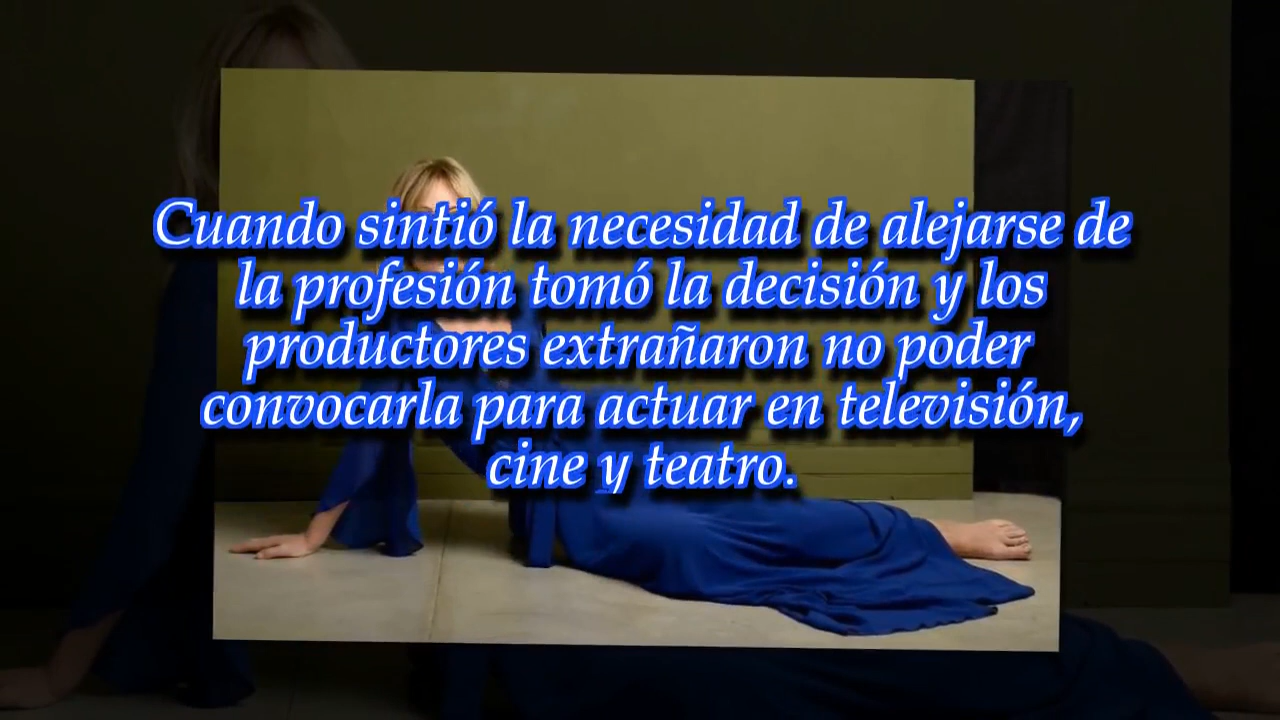 Cuando sintió la necesidad de alejarse de
la profesión tomó la decisión y los
productores extrañaron no poder
convocarla para actuar en televisión,
cine y teatro.